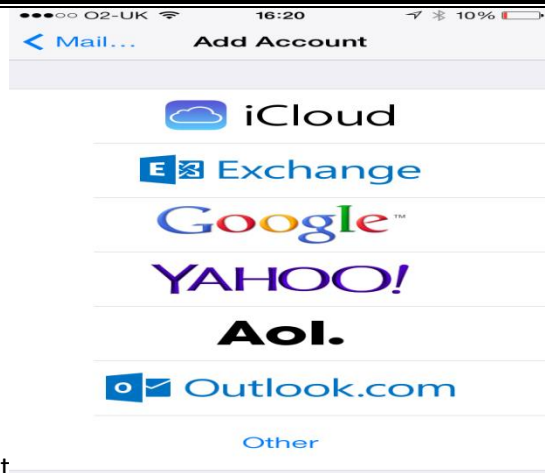 O2-UK 16:20 10%
Mail... Add Account
iCloud
E Exchange
Google™
YAHOO!
Aol.
o Outlook.com
Other
t